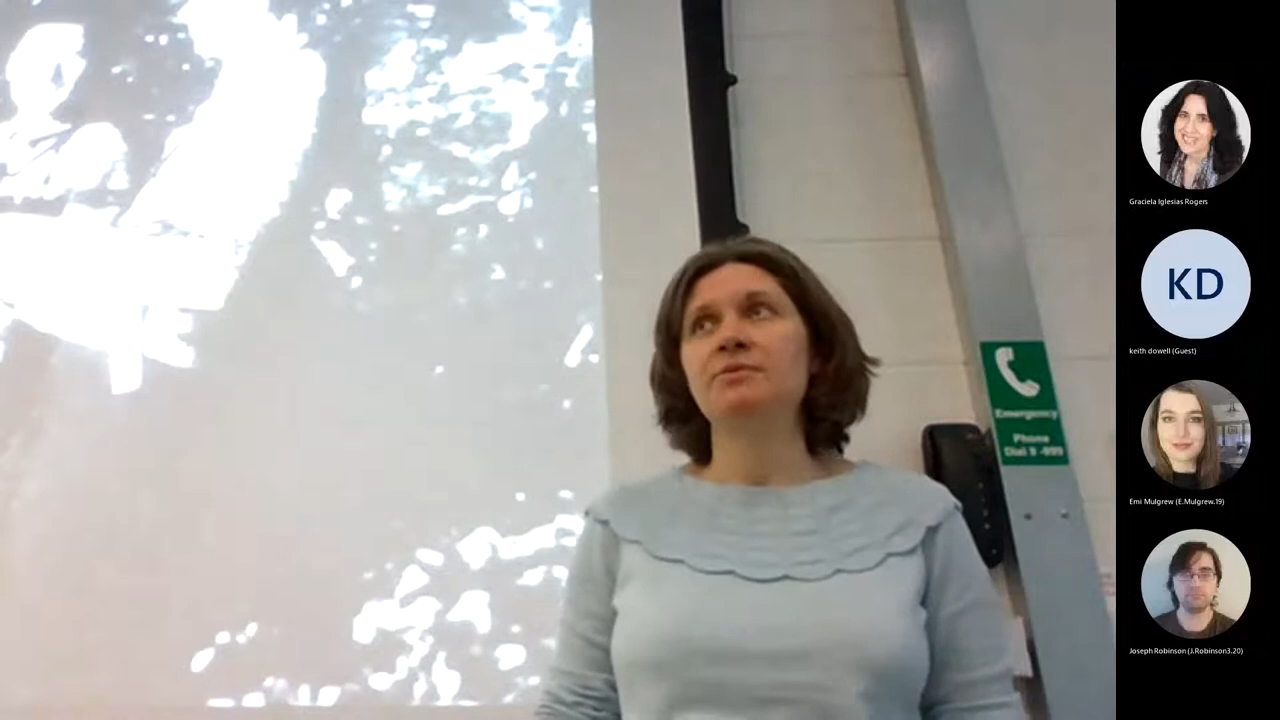 Graciela Iglesias Rogers
KD
keith dowell (Guest)
Emergency
Phone
Dial 9 -999
Emi Mulgrew (E.Mulgrew.19)
Joseph Robinson (J.Robinson3.20)